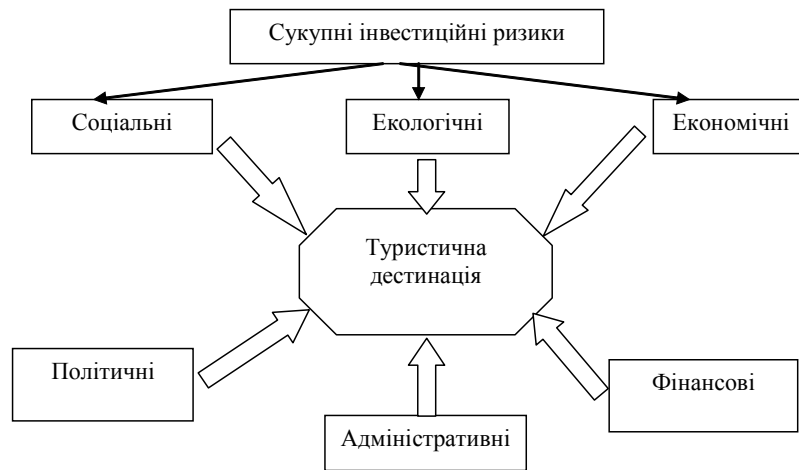 Сукупні інвестиційні ризики
Соціальні
Екологічні
Економічні
Туристична
дестинація
Політичні
Фінансові
Адміністративні